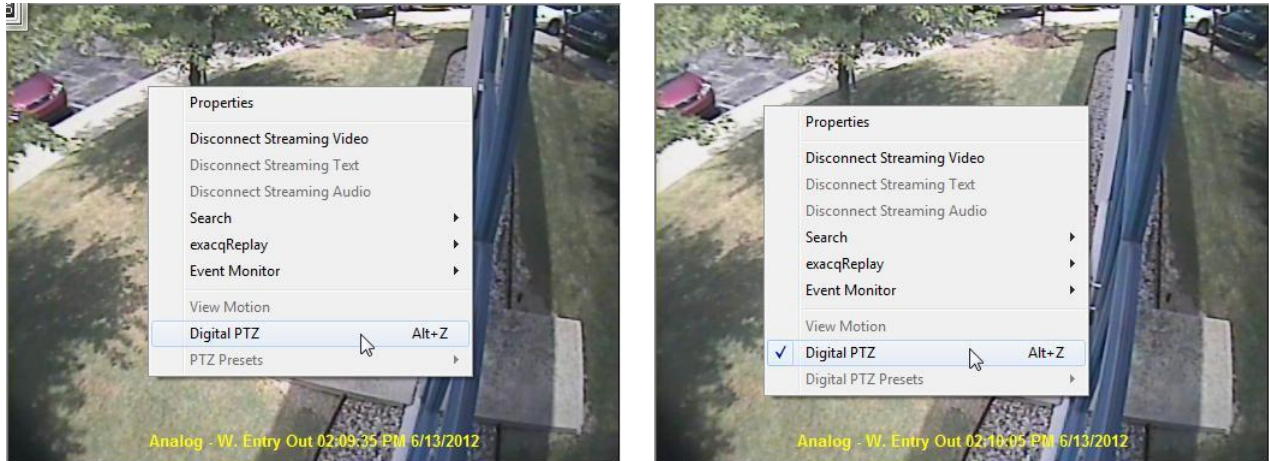 Properties
Disconnect Streaming Video
Disconnect Streaming Text
Disconnect Streaming Audio
Search
exacqReplay
Event Monitor
View Motion
Digital PTZ Alt+Z
PTZ Presets
Analog - W. Entry Out 02:09:35 PM 6/13/2012
Properties
Disconnect Streaming Video
Disconnect Streaming Text
Disconnect Streaming Audio
Search
exacqReplay
Event Monitor
View Motion
Digital PTZ Alt+Z
Digital PTZ Presets
Analog - W. Entry Out 02:10:05 PM 6/13/2012